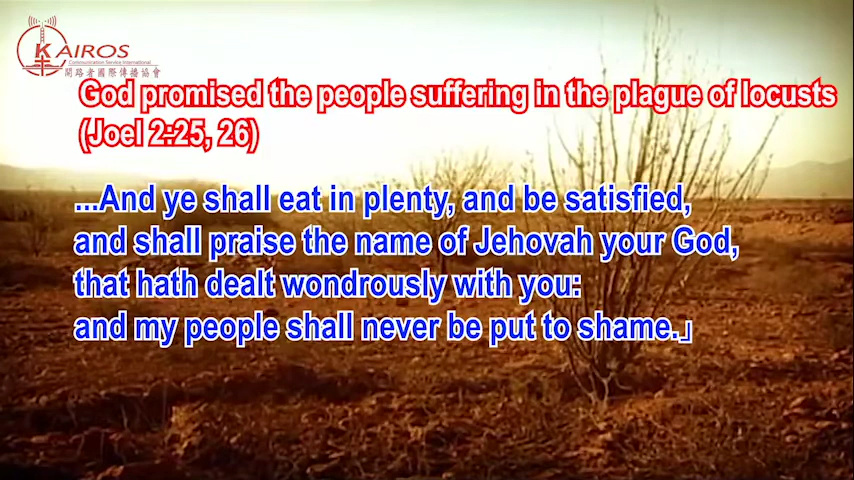 KAIROS
Communication Service International
開路者國際傳播協會
God promised the people suffering in the plague of locusts
(Joel 2:25, 26)
...And ye shall eat in plenty, and be satisfied,
and shall praise the name of Jehovah your God,
that hath dealt wondrously with you:
and my people shall never be put to shame.」